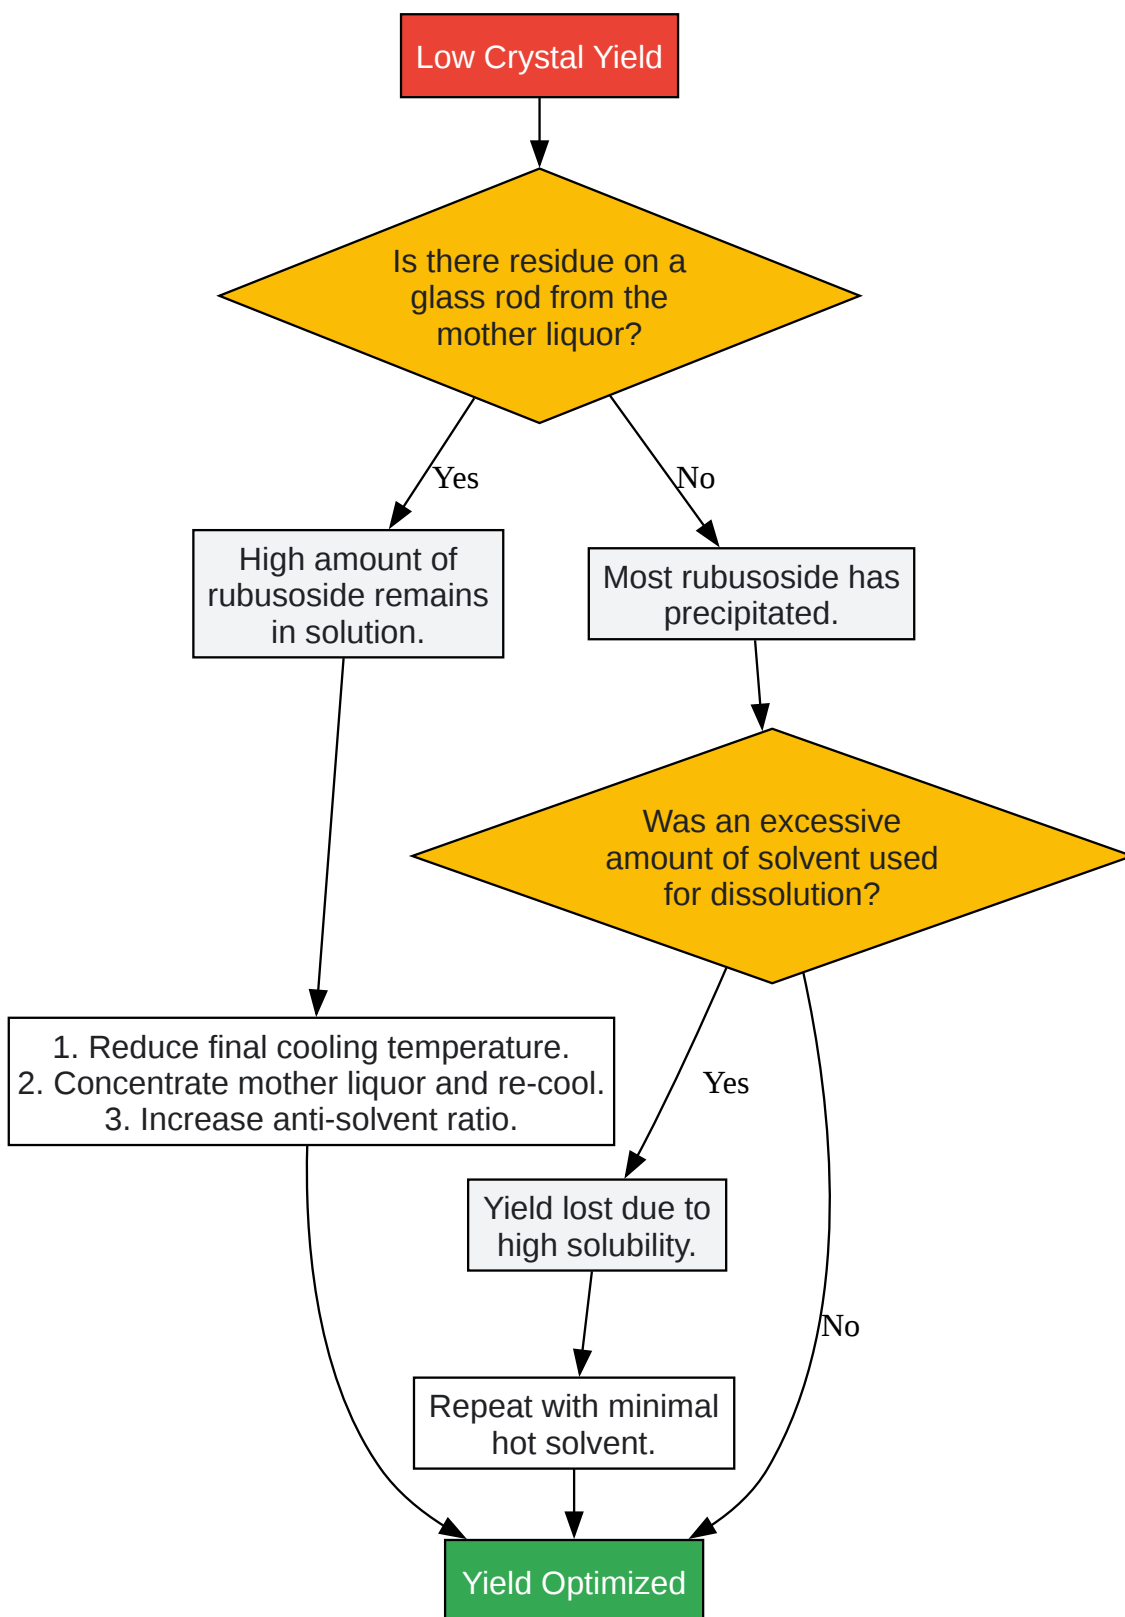 Low Crystal Yield
Is there residue on a
glass rod from the
mother liquor?
Yes
No
High amount of
rubusoside remains
in solution.
Most rubusoside has
precipitated.
Was an excessive
amount of solvent used
for dissolution?
1. Reduce final cooling temperature.
2. Concentrate mother liquor and re-cool.
3. Increase anti-solvent ratio.
Yes
Yield lost due to
high solubility.
No
Repeat with minimal
hot solvent.
Yield Optimized